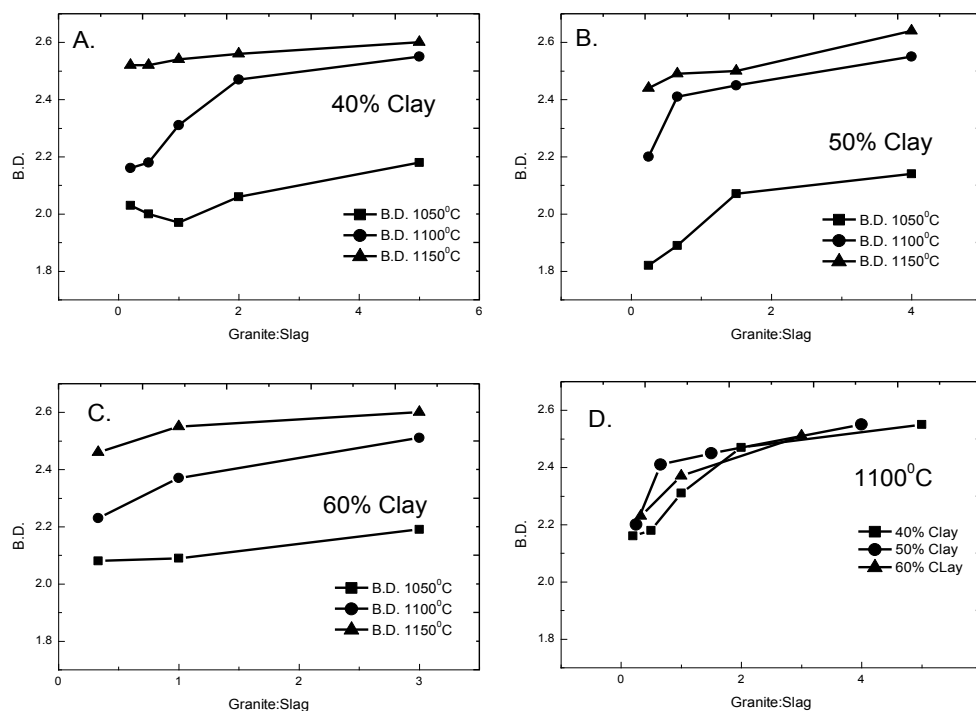 A.
2.6
2.4
2.2
2.0
1.8
B.D.
40% Clay
B.D. 1050⁰C
B.D. 1100⁰C
B.D. 1150⁰C
0 2 4 6
Granite:Slag
B.
2.6
2.4
2.2
2.0
1.8
B.D.
50% Clay
B.D. 1050⁰C
B.D. 1100⁰C
B.D. 1150⁰C
0 2 4
Granite:Slag
C.
2.6
2.4
2.2
2.0
1.8
B.D.
60% Clay
B.D. 1050⁰C
B.D. 1100⁰C
B.D. 1150⁰C
0 1 2 3
Granite:Slag
D.
2.6
2.4
2.2
2.0
1.8
B.D.
1100⁰C
40% Clay
50% Clay
60% CLay
0 2 4
Granite:Slag